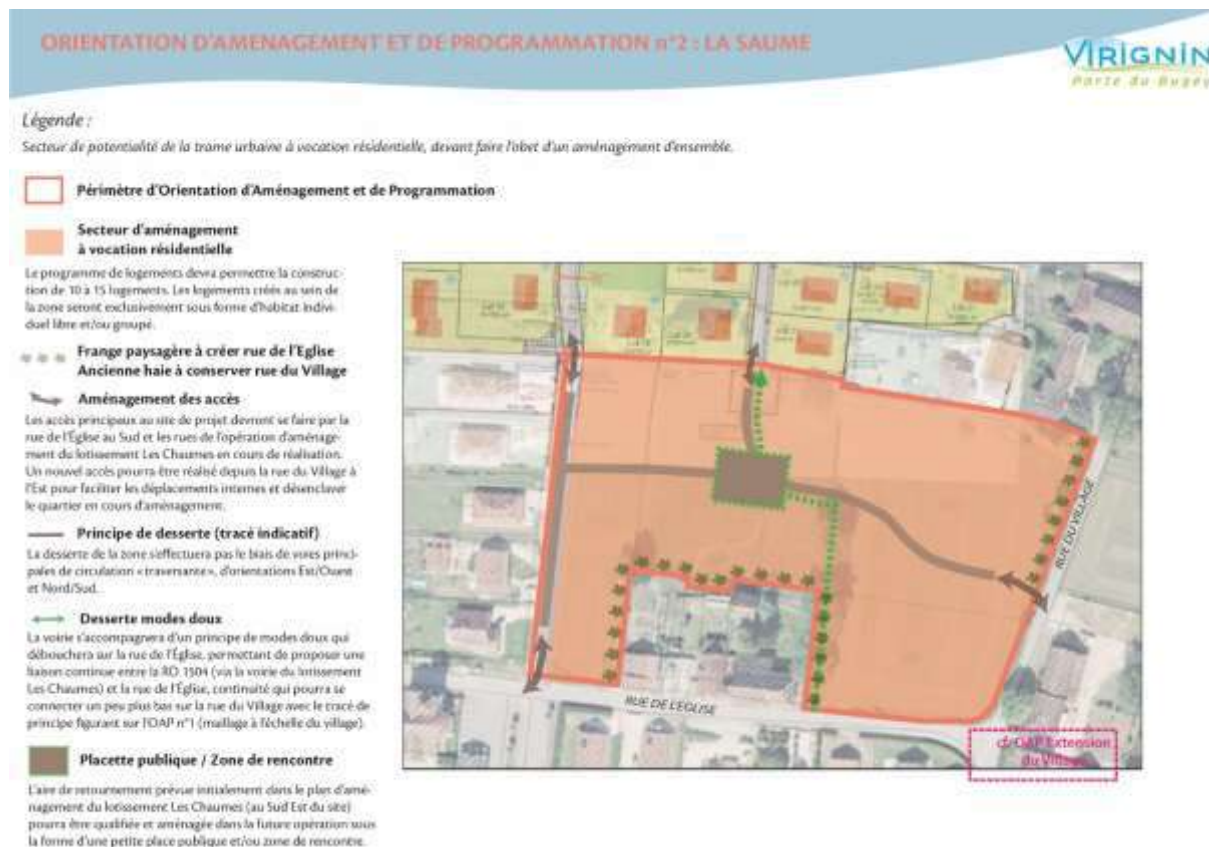 ORIENTATION D'AMENAGEMENT ET DE PROGRAMMATION n°2 : LA SAUME
VIRIGNIN
Porte du Bugey
Légende :
Secteur de potentialité de la trame urbaine à vocation résidentielle, devant faire l'obet d'un aménagement d'ensemble.
Périmètre d'Orientation d'Aménagement et de Programmation
Secteur d'aménagement
à vocation résidentielle
Le programme de logements devra permettre la construc-
tion de 10 à 15 logements. Les logements créés au sein de
la zone seront exclusivement sous forme d'habitat indivi-
duel libre et/ou groupé.
Frange paysagère à créer rue de l'Eglise
Ancienne haie à conserver rue du Village
Aménagement des accès
Les accès principaux au site de projet devront se faire par la
rue de l'Église au Sud et les rues de l'opération d'aménage-
ment du lotissement Les Chaumes en cours de réalisation.
Un nouvel accès pourra être réalisé depuis la rue du Village à
l'Est pour faciliter les déplacements internes et désenclaver
le quartier en cours d'aménagement.
Principe de desserte (tracé indicatif)
La desserte de la zone s'effectuera pas le biais de voies princi-
pales de circulation «traversante», d'orientations Est/Ouest
et Nord/Sud.
Desserte modes doux
La voirie s'accompagnera d'un principe de modes doux qui
débouchera sur la rue de l'Église, permettant de proposer une
liaison continue entre la RD 1504 (via la voirie du lotissement
Les Chaumes) et la rue de l'Église, continuité qui pourra se
connecter un peu plus bas sur la rue du Village avec le tracé de
principe figurant sur l'OAP n°1 (maillage à l'échelle du village).
Placette publique / Zone de rencontre
L'aire de retournement prévue initialement dans le plan d'amé-
nagement du lotissement Les Chaumes (au Sud Est du site)
pourra être qualifiée et aménagée dans la future opération sous
la forme d'une petite place publique et/ou zone de rencontre.
RUE DU VILLAGE
RUE DE L'EGLISE
cf. OAP Extension
du Village